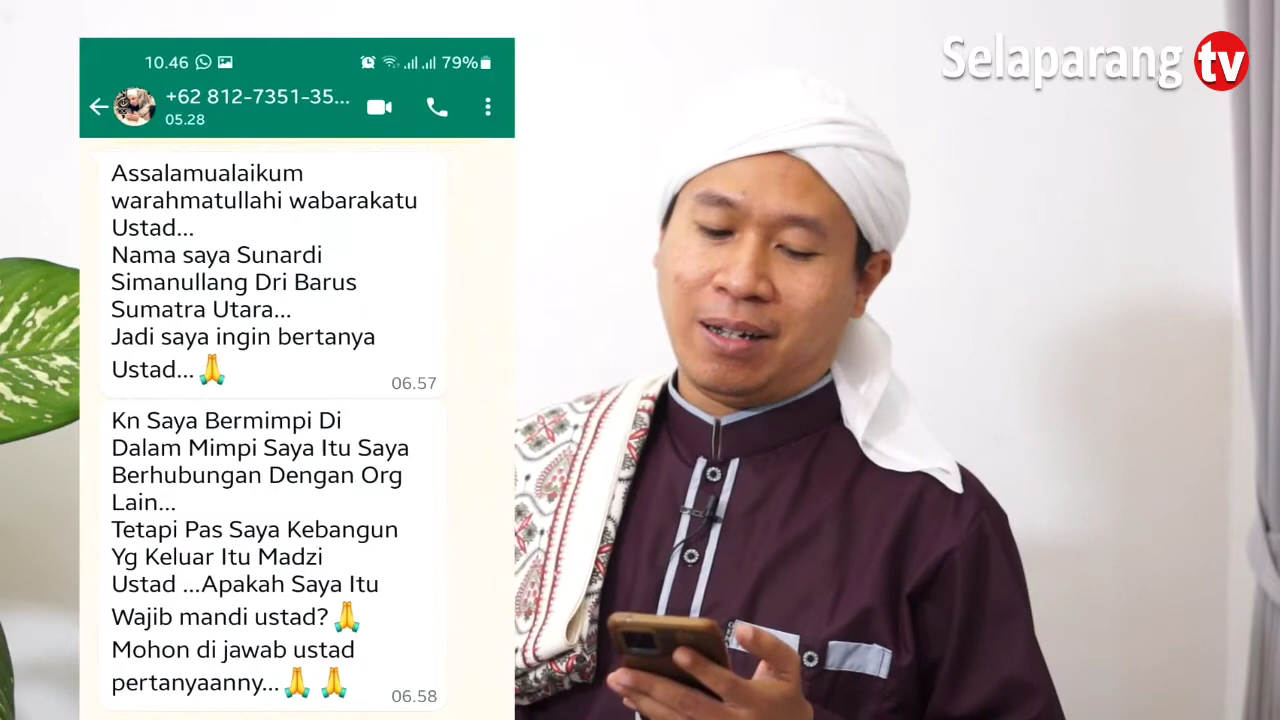 10.46
79%
+62 812-7351-35...
05.28
Assalamualaikum
warahmatullahi wabarakatu
Ustad...
Nama saya Sunardi
Simanullang Dri Barus
Sumatra Utara...
Jadi saya ingin bertanya
Ustad...🙏
06.57
Kn Saya Bermimpi Di
Dalam Mimpi Saya Itu Saya
Berhubungan Dengan Org
Lain...
Tetapi Pas Saya Kebangun
Yg Keluar Itu Madzi
Ustad ...Apakah Saya Itu
Wajib mandi ustad?🙏
Mohon di jawab ustad
pertanyaanny...🙏 🙏
06.58
Selaparang tv